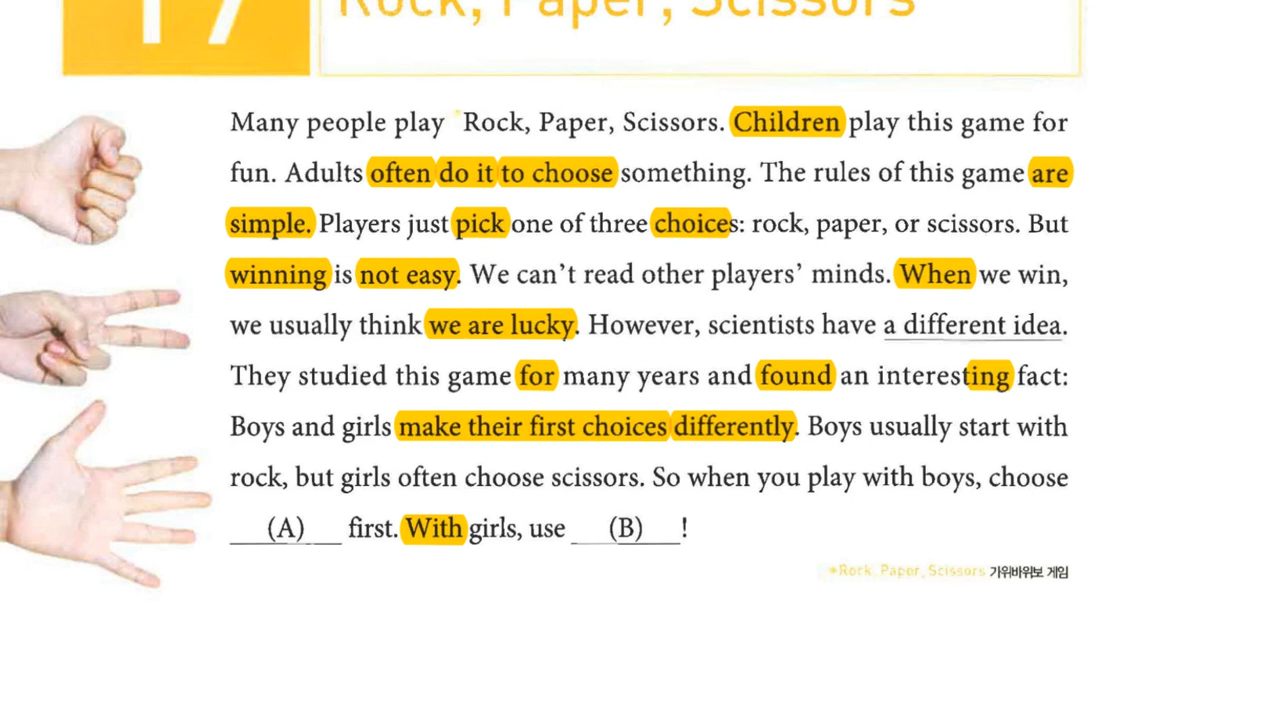 17
Rock, Paper, Scissors
Many people play *Rock, Paper, Scissors. Children play this game for
fun. Adults often do it to choose something. The rules of this game are
simple. Players just pick one of three choices: rock, paper, or scissors. But
winning is not easy. We can't read other players' minds. When we win,
we usually think we are lucky. However, scientists have a different idea.
They studied this game for many years and found an interesting fact:
Boys and girls make their first choices differently. Boys usually start with
rock, but girls often choose scissors. So when you play with boys, choose
(A) first. With girls, use (B) !
*Rock, Paper, Scissors 가위바위보 게임